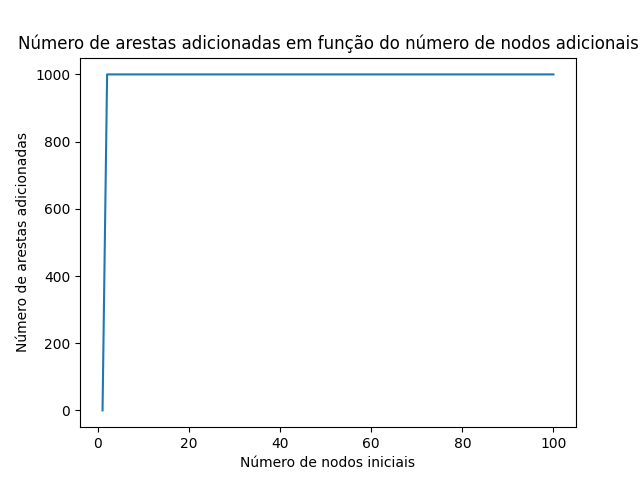 Número de arestas adicionadas em função do número de nodos adicionais
1000
800
600
400
200
0
Número de arestas adicionadas
0 20 40 60 80 100
Número de nodos iniciais